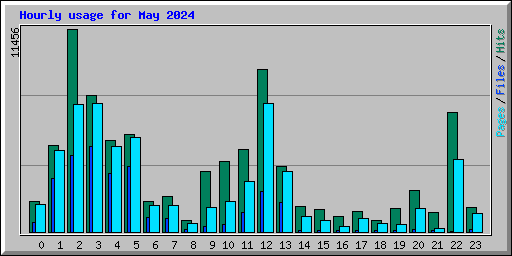 Hourly usage for May 2024
11456
Pages/Files/Hits
0 1 2 3 4 5 6 7 8 9 10 11 12 13 14 15 16 17 18 19 20 21 22 23